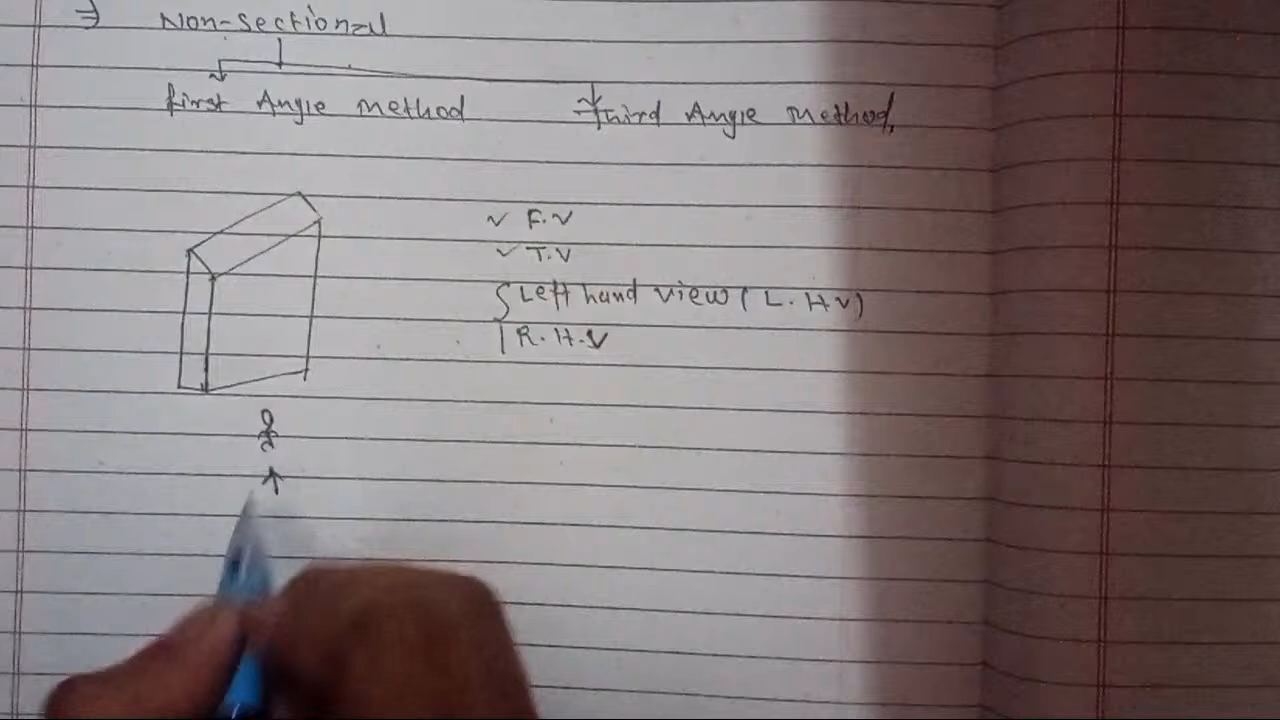 ⇒ Non-sectional
first Angle method Third Angle method,
✓ F.V
✓ T.V
Left hand view ( L.H.V)
R.H.V